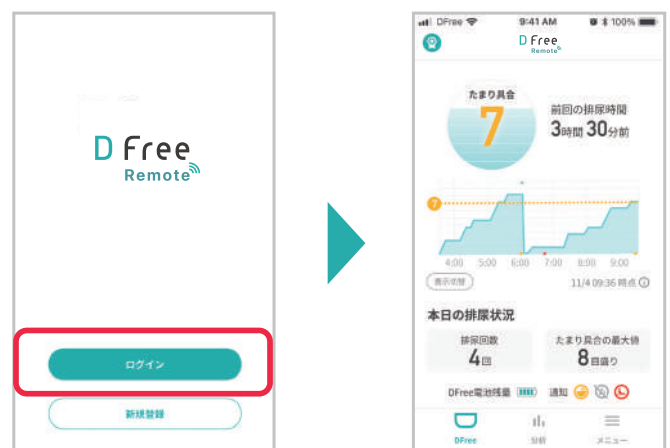 D Free
Remote
ログイン
新規登録
DFree 9:41 AM 100%
D Free
Remote
たまり具合
7
前回の排尿時間
3時間30分前
7
4:00 5:00 6:00 7:00 8:00 9:00
表示切替 11/4 09:36 時点
本日の排尿状況
排尿回数 たまり具合の最大値
4回 8目盛り
DFree電池残量 通知
DFree 分析 メニュー